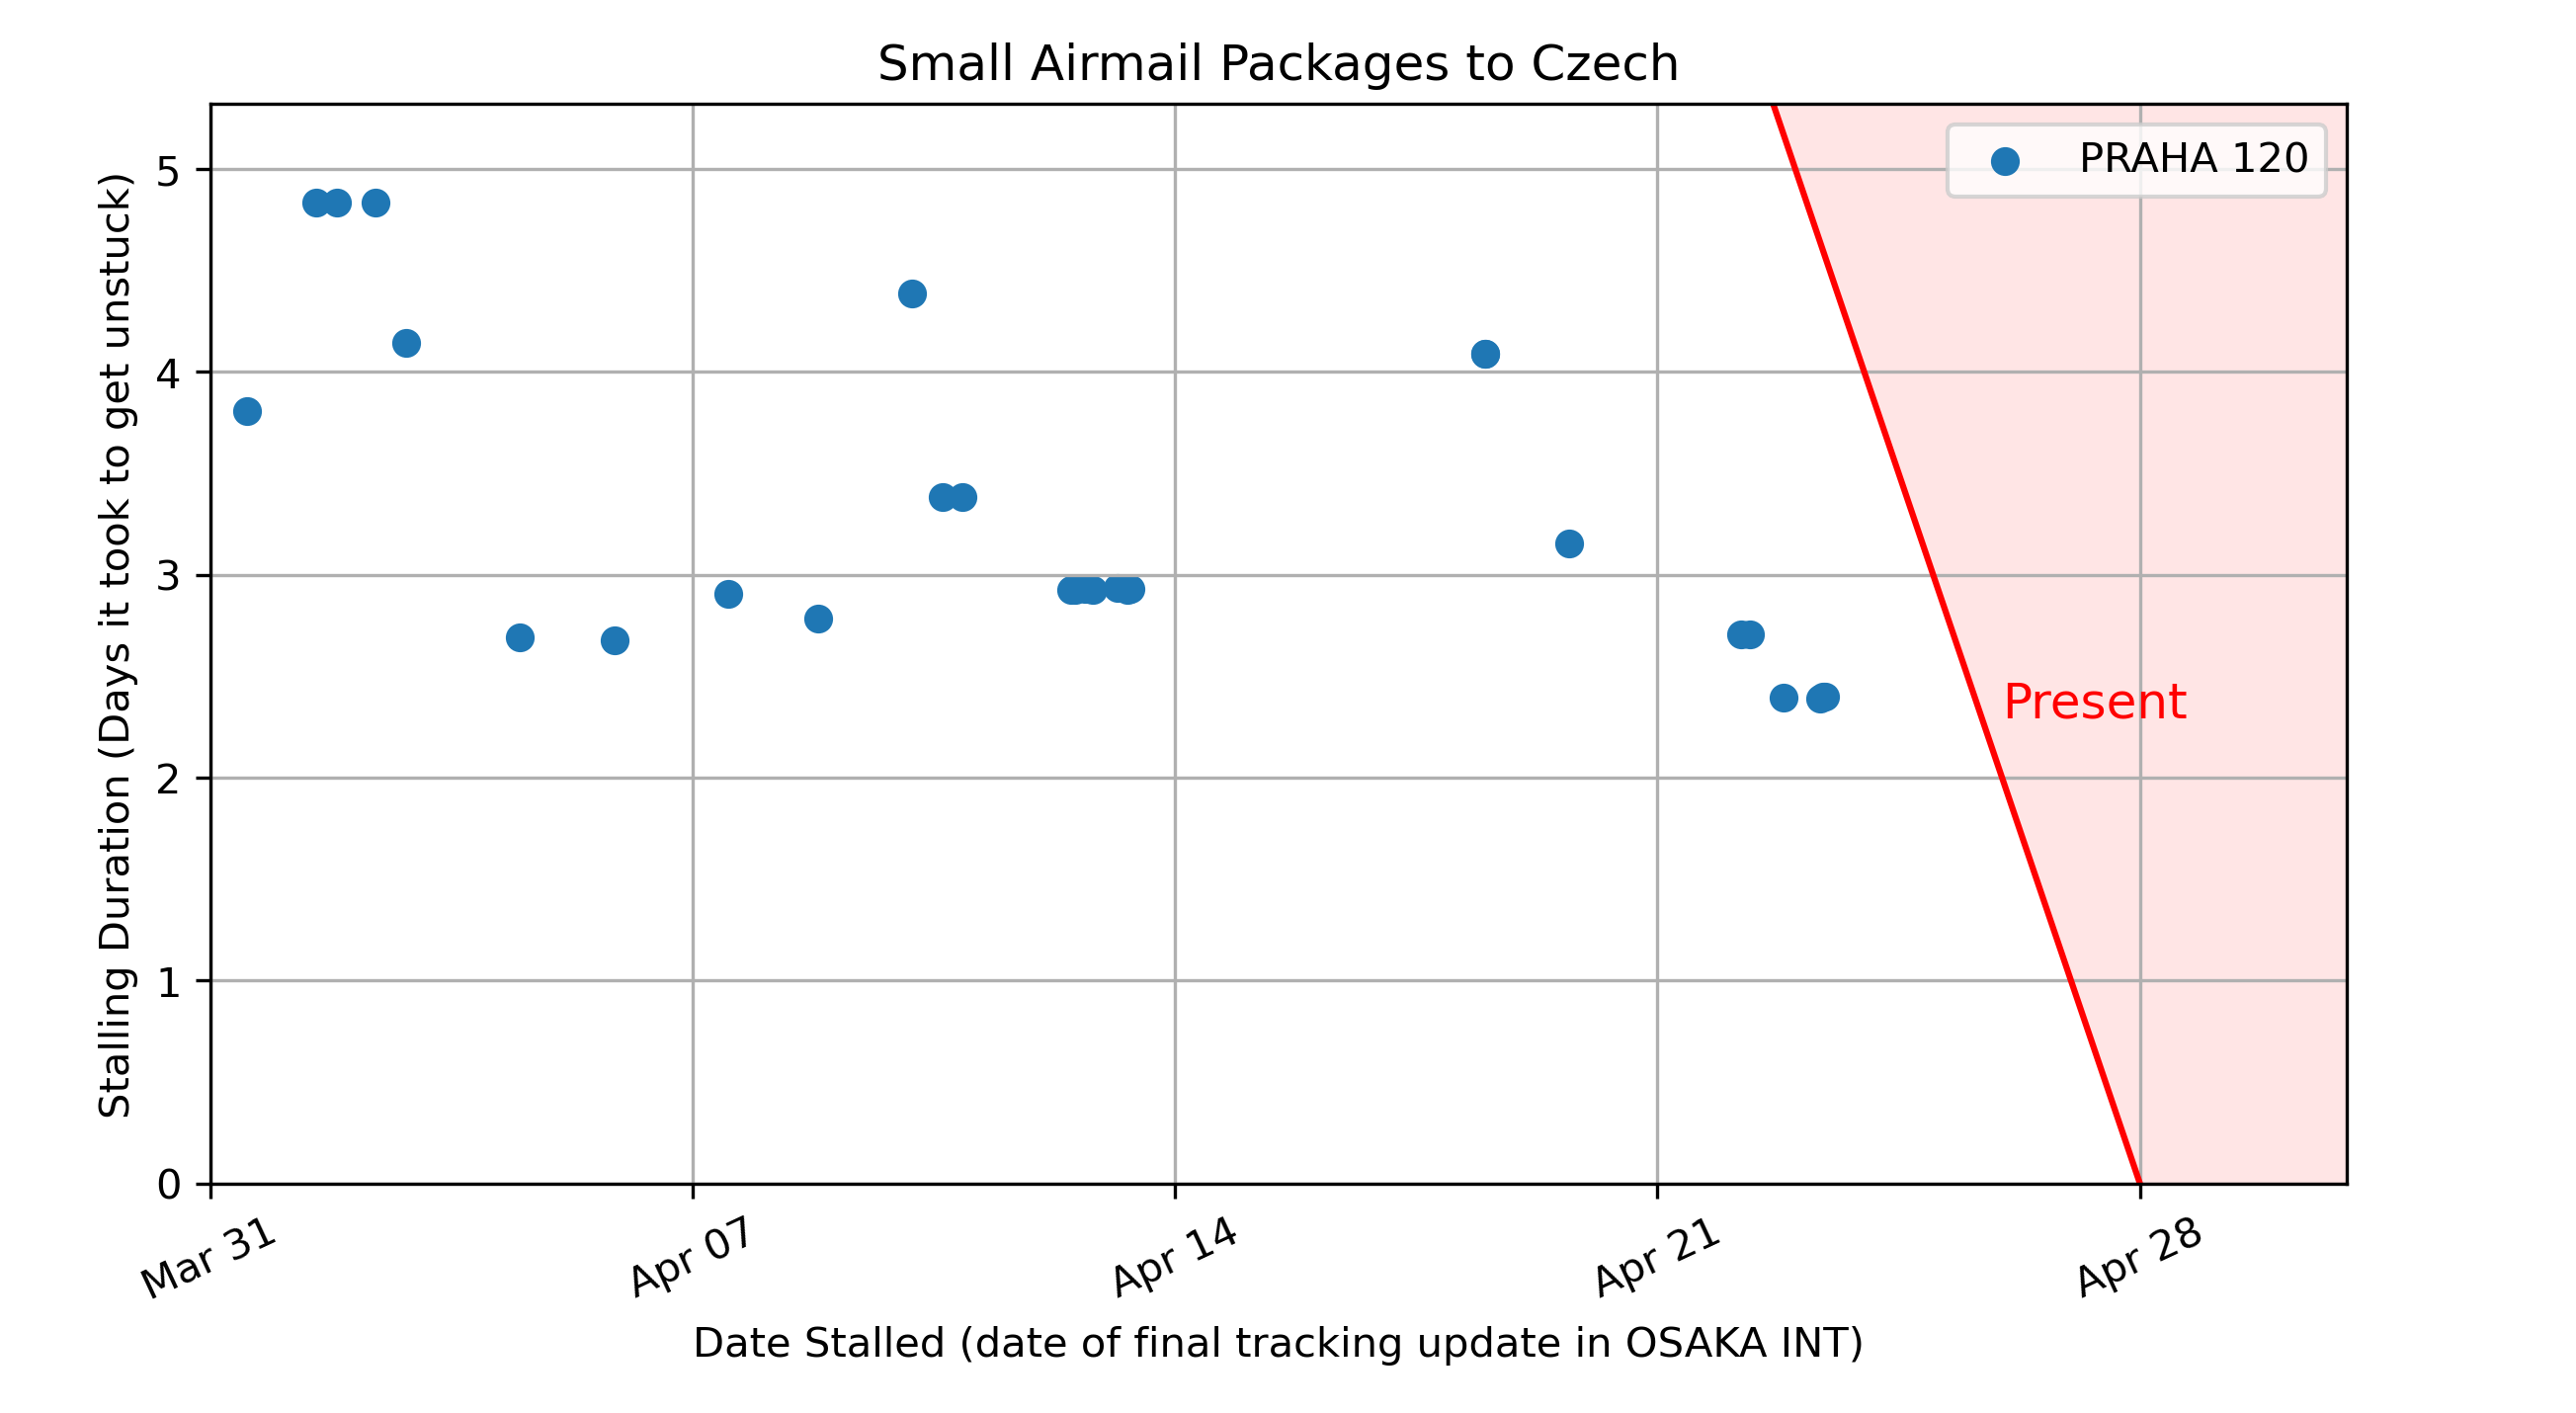 Small Airmail Packages to Czech
PRAHA 120
Stalling Duration (Days it took to get unstuck)
5
4
3
2
1
0
Present
Mar 31
Apr 07
Apr 14
Apr 21
Apr 28
Date Stalled (date of final tracking update in OSAKA INT)